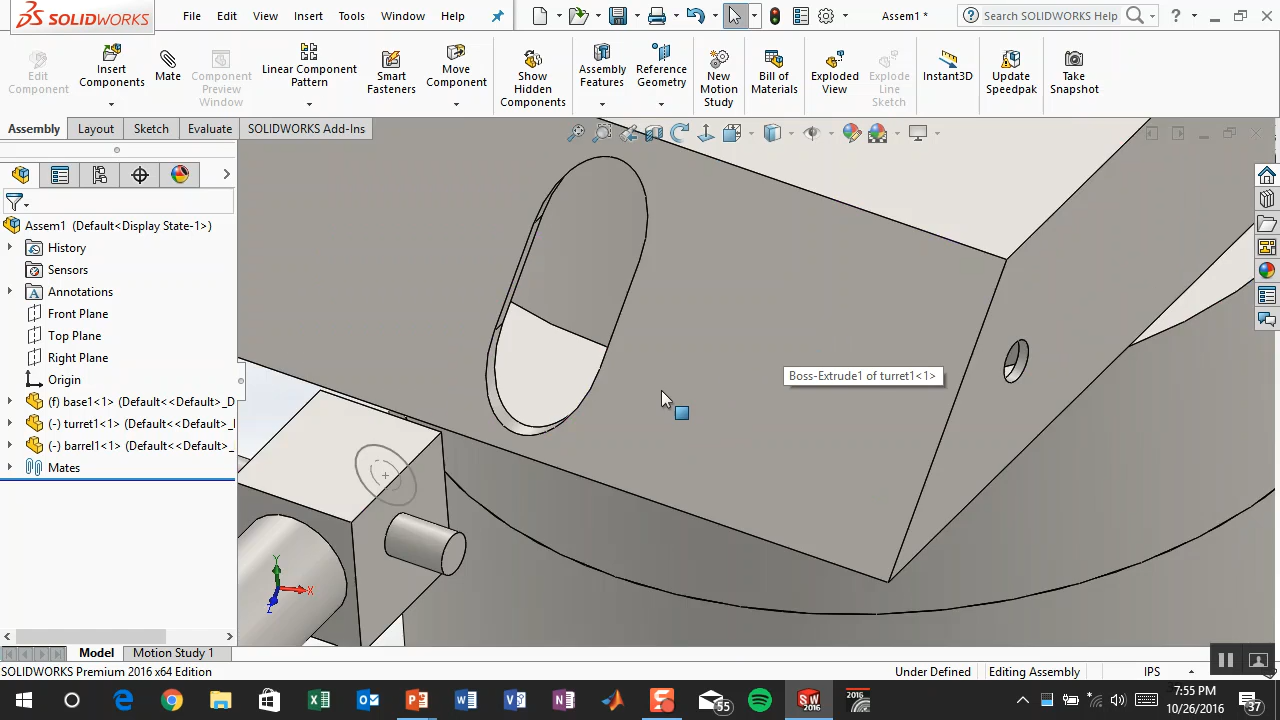 SOLIDWORKS File Edit View Insert Tools Window Help Assem1 * Search SOLIDWORKS Help ?
Edit Component Insert Components Mate Component Preview Window Linear Component Pattern Smart Fasteners Move Component Show Hidden Components Assembly Features Reference Geometry New Motion Study Bill of Materials Exploded View Explode Line Sketch Instant3D Update Speedpak Take Snapshot
Assembly Layout Sketch Evaluate SOLIDWORKS Add-Ins
Assem1 (Default<Display State-1>)
History
Sensors
A Annotations
Front Plane
Top Plane
Right Plane
Origin
Boss-Extrude1 of turret1<1>
(f) base1<1> (Default<<Default>_D
(-) turret1<1> (Default<<Default>_
(-) barrel1<1> (Default<<Default>_
Mates
Y
X
Z
Model Motion Study 1
SOLIDWORKS Premium 2016 x64 Edition Under Defined Editing Assembly IPS
55 SW 2016 2016 7:55 PM
10/26/2016 37